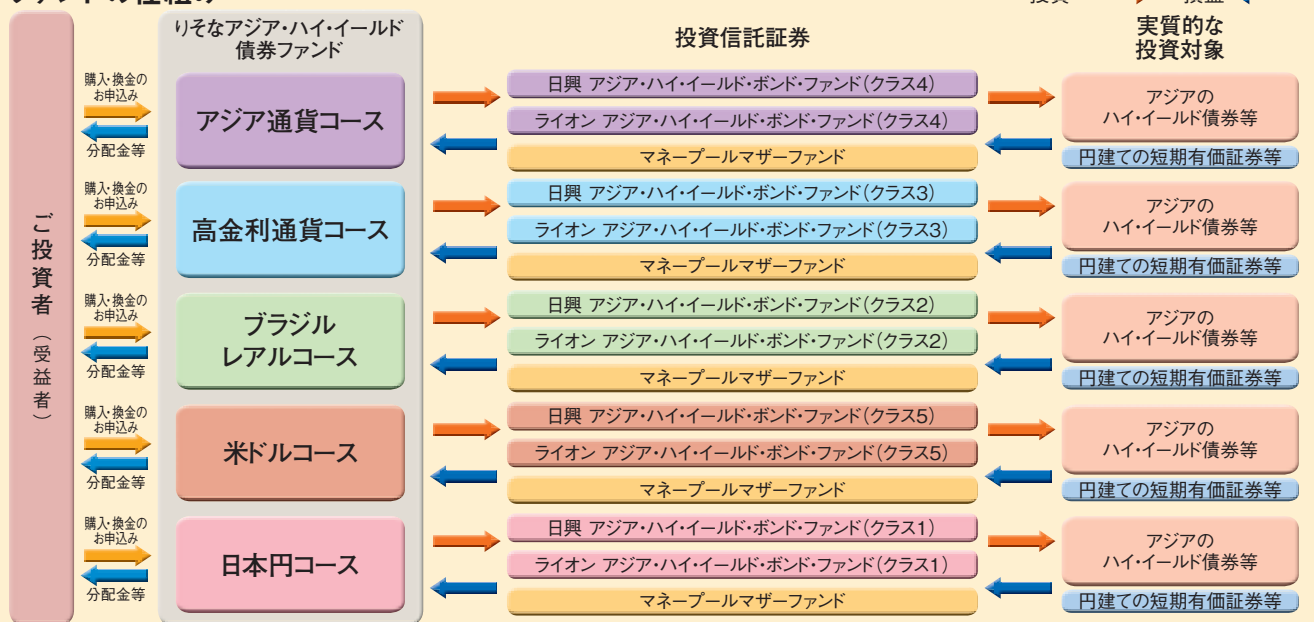 ファンドの仕組み
投資
損益
ご投資者（受益者）
りそなアジア・ハイ・イールド
債券ファンド
投資信託証券
実質的な
投資対象
購入・換金の
お申込み
分配金等
アジア通貨コース
日興 アジア・ハイ・イールド・ボンド・ファンド（クラス4）
ライオン アジア・ハイ・イールド・ボンド・ファンド（クラス4）
マネープールマザーファンド
アジアの
ハイ・イールド債券等
円建ての短期有価証券等
購入・換金の
お申込み
分配金等
高金利通貨コース
日興 アジア・ハイ・イールド・ボンド・ファンド（クラス3）
ライオン アジア・ハイ・イールド・ボンド・ファンド（クラス3）
マネープールマザーファンド
アジアの
ハイ・イールド債券等
円建ての短期有価証券等
購入・換金の
お申込み
分配金等
ブラジル
レアルコース
日興 アジア・ハイ・イールド・ボンド・ファンド（クラス2）
ライオン アジア・ハイ・イールド・ボンド・ファンド（クラス2）
マネープールマザーファンド
アジアの
ハイ・イールド債券等
円建ての短期有価証券等
購入・換金の
お申込み
分配金等
米ドルコース
日興 アジア・ハイ・イールド・ボンド・ファンド（クラス5）
ライオン アジア・ハイ・イールド・ボンド・ファンド（クラス5）
マネープールマザーファンド
アジアの
ハイ・イールド債券等
円建ての短期有価証券等
購入・換金の
お申込み
分配金等
日本円コース
日興 アジア・ハイ・イールド・ボンド・ファンド（クラス1）
ライオン アジア・ハイ・イールド・ボンド・ファンド（クラス1）
マネープールマザーファンド
アジアの
ハイ・イールド債券等
円建ての短期有価証券等